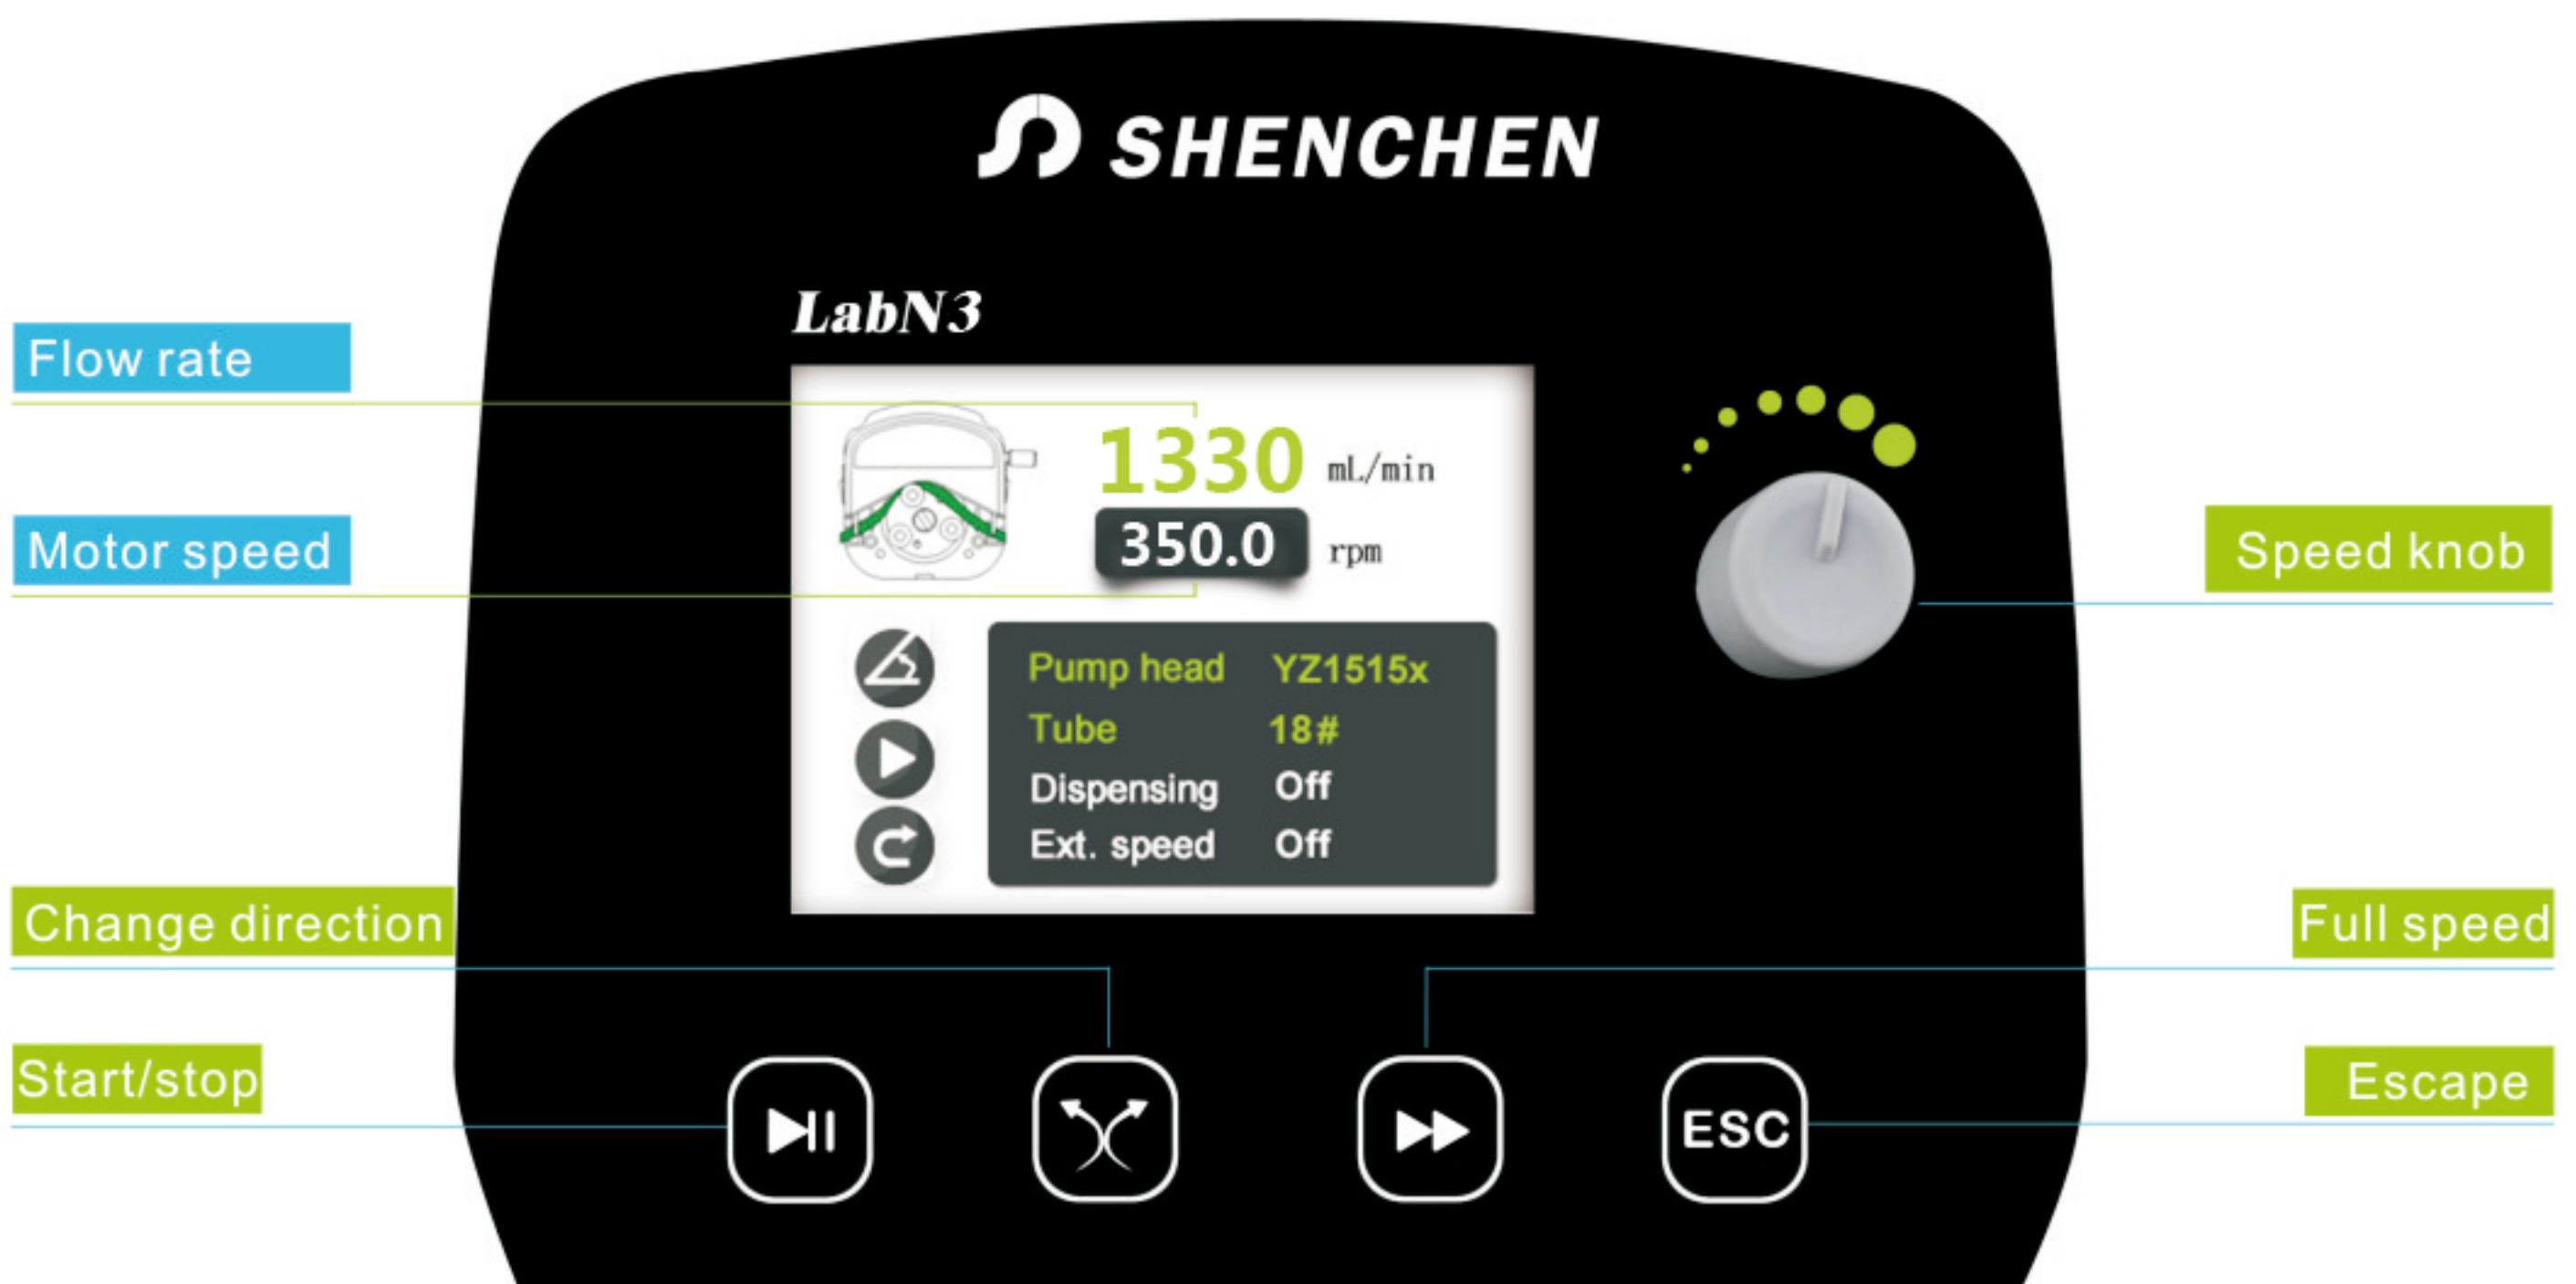 SHENCHEN
LabN3
Flow rate
1330 mL/min
Motor speed
350.0 rpm
Speed knob
Pump head YZ1515x
Tube 18#
Dispensing Off
Ext. speed Off
Change direction
Full speed
Start/stop
Escape
ESC